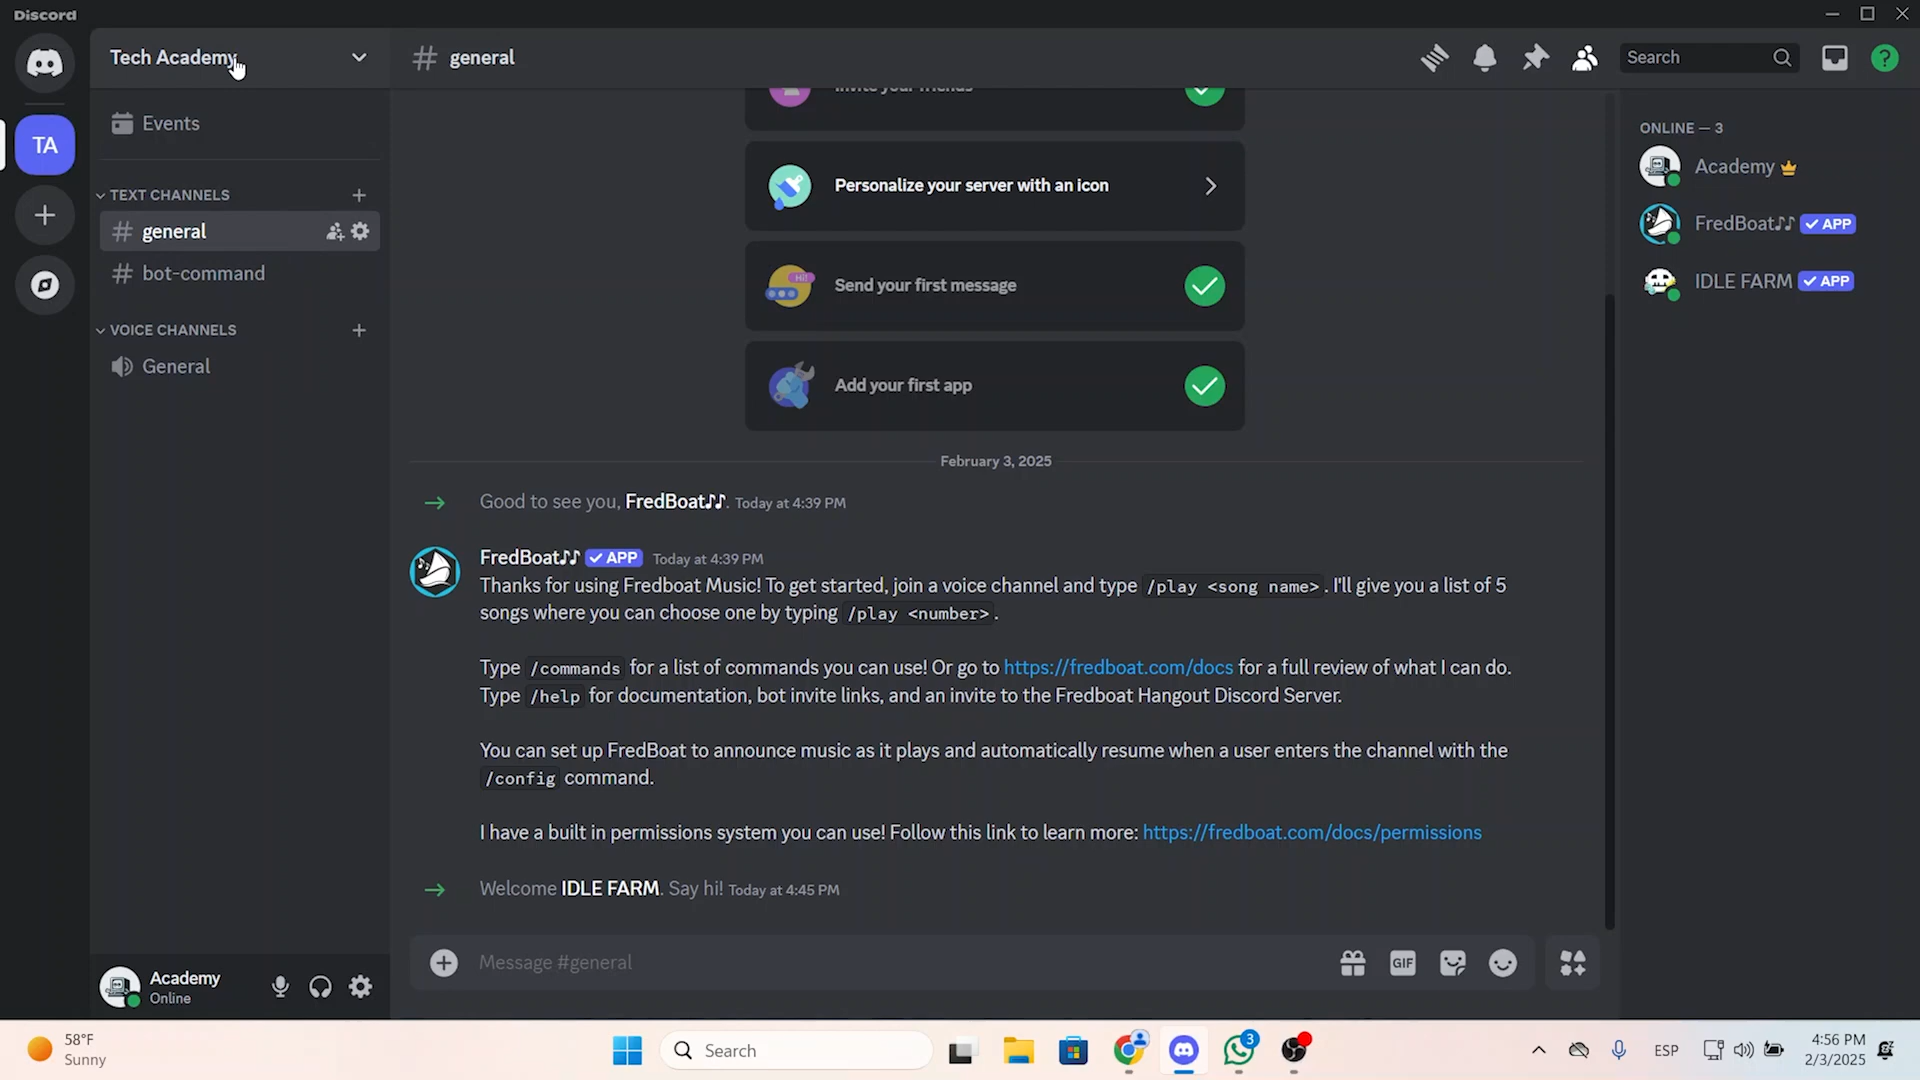 Discord
Tech Academy
general
Search
?
Events
TA
TEXT CHANNELS
general
bot-command
VOICE CHANNELS
General
Invite your friends
Personalize your server with an icon
Hi!
Send your first message
Add your first app
February 3, 2025
Good to see you, FredBoat♪♪. Today at 4:39 PM
FredBoat♪♪ ✓ APP Today at 4:39 PM
Thanks for using Fredboat Music! To get started, join a voice channel and type /play <song name>. I'll give you a list of 5
songs where you can choose one by typing /play <number>.
Type /commands for a list of commands you can use! Or go to https://fredboat.com/docs for a full review of what I can do.
Type /help for documentation, bot invite links, and an invite to the Fredboat Hangout Discord Server.
You can set up FredBoat to announce music as it plays and automatically resume when a user enters the channel with the
/config command.
I have a built in permissions system you can use! Follow this link to learn more: https://fredboat.com/docs/permissions
Welcome IDLE FARM. Say hi! Today at 4:45 PM
Message #general
GIF
ONLINE — 3
Academy
FredBoat♪♪ ✓ APP
IDLE FARM ✓ APP
Academy
Online
58°F
Sunny
Search
3
ESP
4:56 PM
2/3/2025